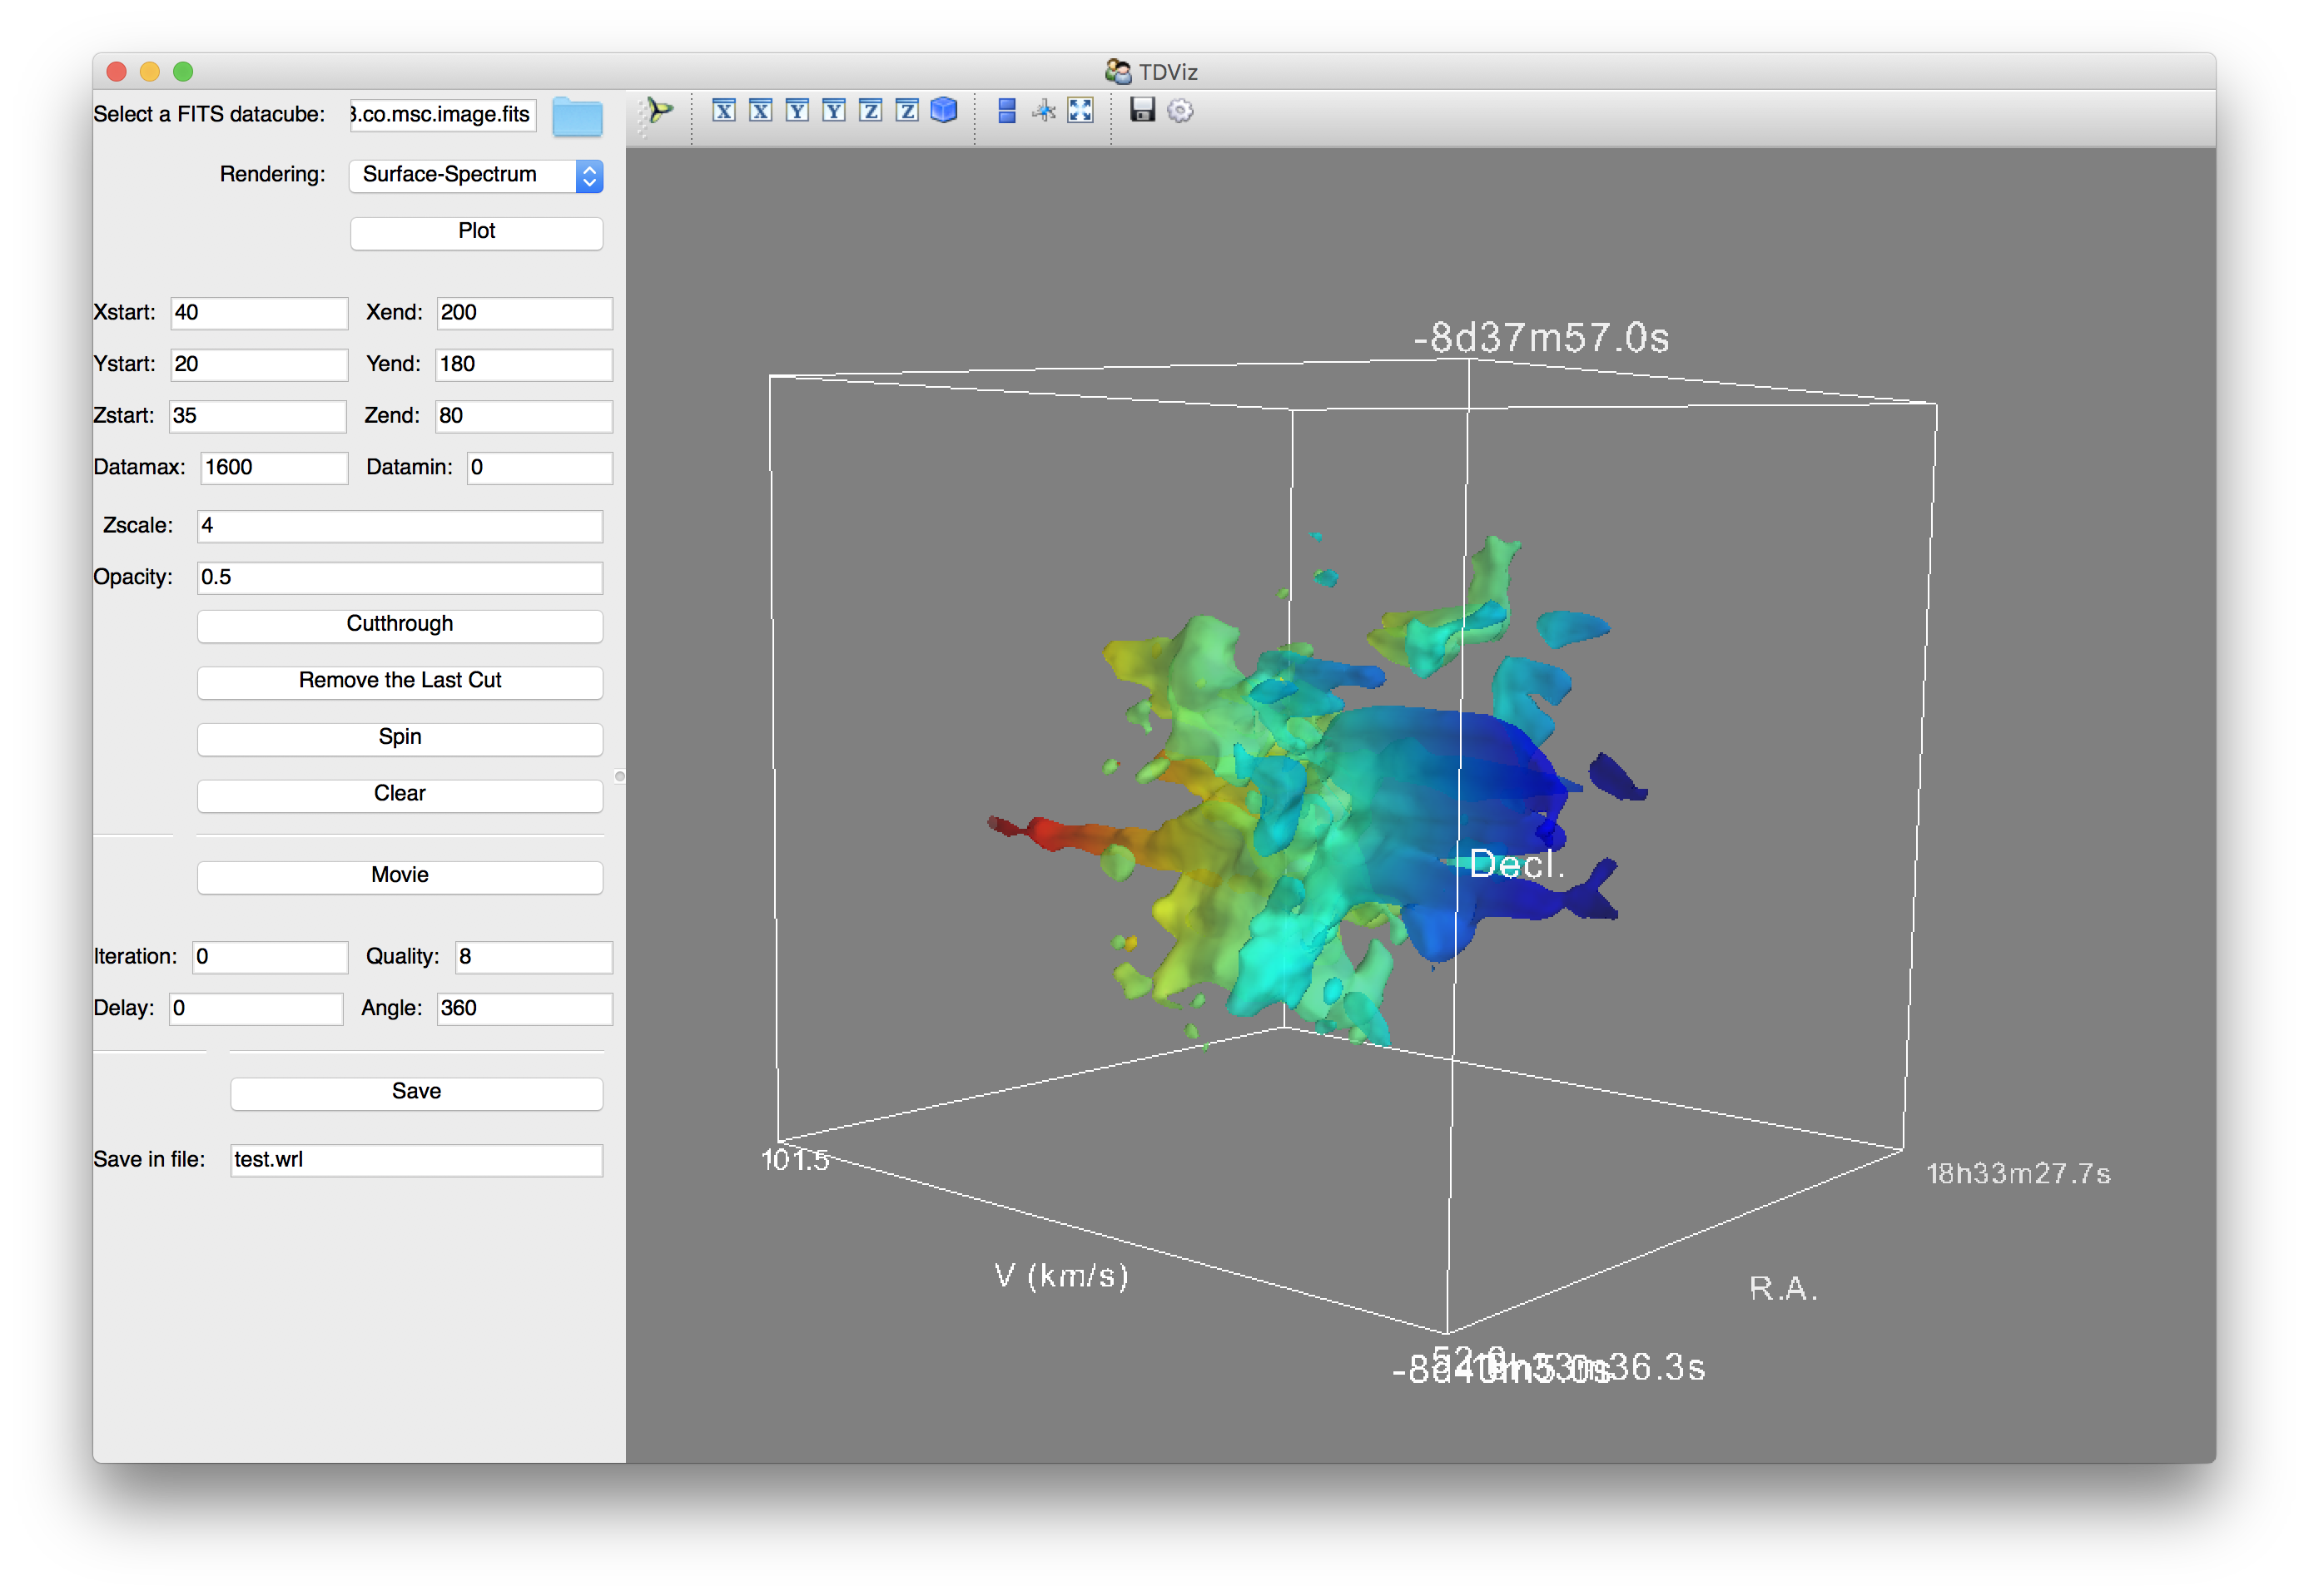 TDViz
Select a FITS datacube: 3.co.msc.image.fits
Rendering: Surface-Spectrum
Plot
Xstart: 40 Xend: 200
Ystart: 20 Yend: 180
Zstart: 35 Zend: 80
Datamax: 1600 Datamin: 0
Zscale: 4
Opacity: 0.5
Cutthrough
Remove the Last Cut
Spin
Clear
Movie
Iteration: 0 Quality: 8
Delay: 0 Angle: 360
Save
Save in file: test.wrl
X X Y Y Z Z
-8d37m57.0s
Decl.
101.5
18h33m27.7s
V (km/s)
R.A.